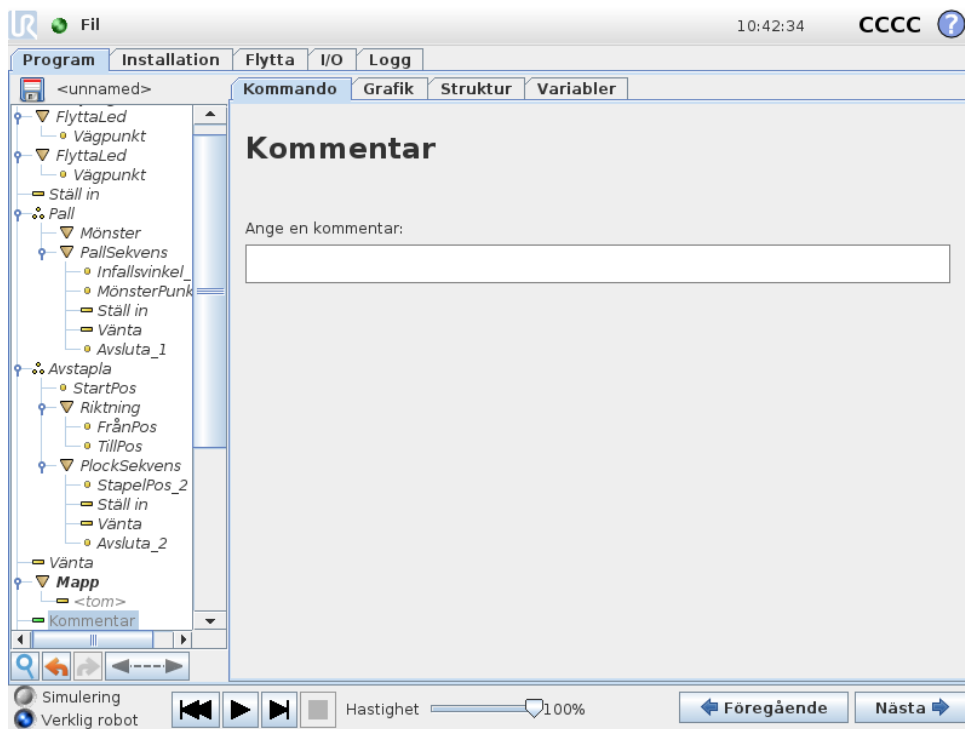 UR Fil 10:42:34 CCCC ?
Program Installation Flytta I/O Logg
<unnamed>
Kommando Grafik Struktur Variabler
FlyttaLed
Vägpunkt
FlyttaLed
Vägpunkt
Ställ in
Pall
Mönster
PallSekvens
Infallsvinkel_
MönsterPunk
Ställ in
Vänta
Avsluta_1
Avstapla
StartPos
Riktning
FrånPos
TillPos
PlockSekvens
StapelPos_2
Ställ in
Vänta
Avsluta_2
Vänta
Mapp
<tom>
Kommentar
Kommentar
Ange en kommentar:
Simulering
Verklig robot
Hastighet 100%
Föregående Nästa